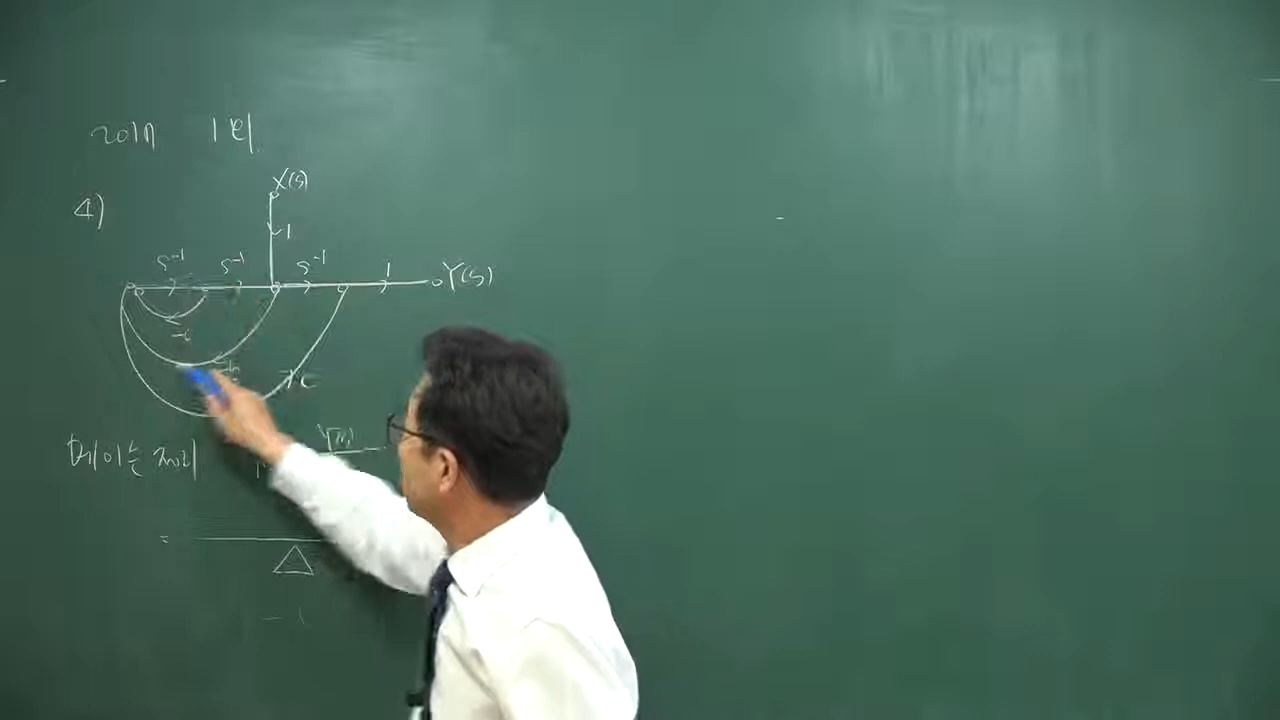 2017 1회
4)
X(s)
1
s⁻¹ s⁻¹ s⁻¹ 1 Y(s)
-b
-c
메이슨 정리
=
△